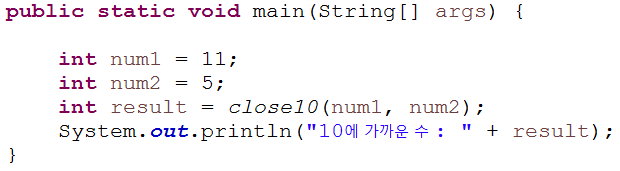 public static void main(String[] args) {
int num1 = 11;
int num2 = 5;
int result = close10(num1, num2);
System.out.println("10에 가까운 수 : " + result);
}